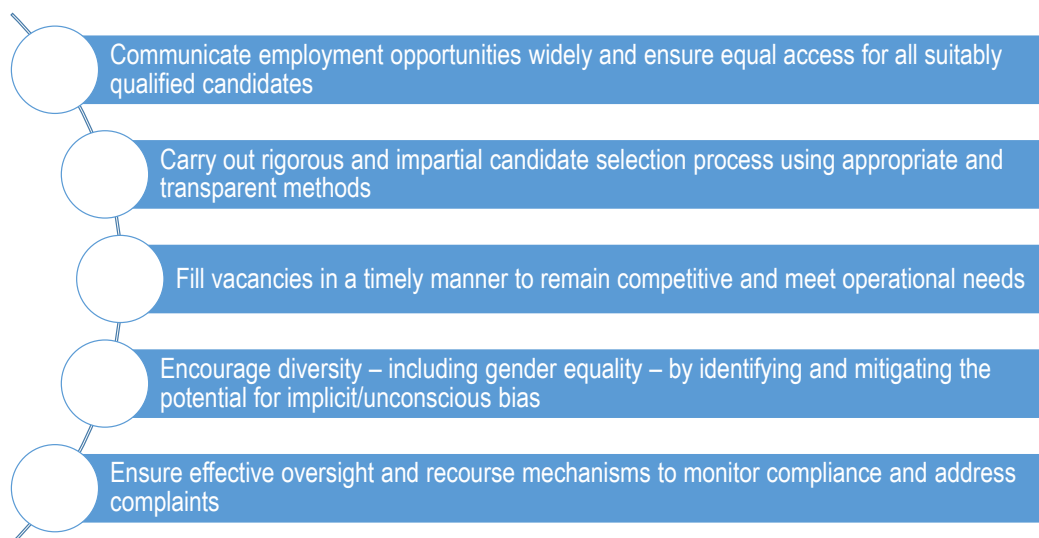 Communicate employment opportunities widely and ensure equal access for all suitably
qualified candidates
Carry out rigorous and impartial candidate selection process using appropriate and
transparent methods
Fill vacancies in a timely manner to remain competitive and meet operational needs
Encourage diversity – including gender equality – by identifying and mitigating the
potential for implicit/unconscious bias
Ensure effective oversight and recourse mechanisms to monitor compliance and address
complaints